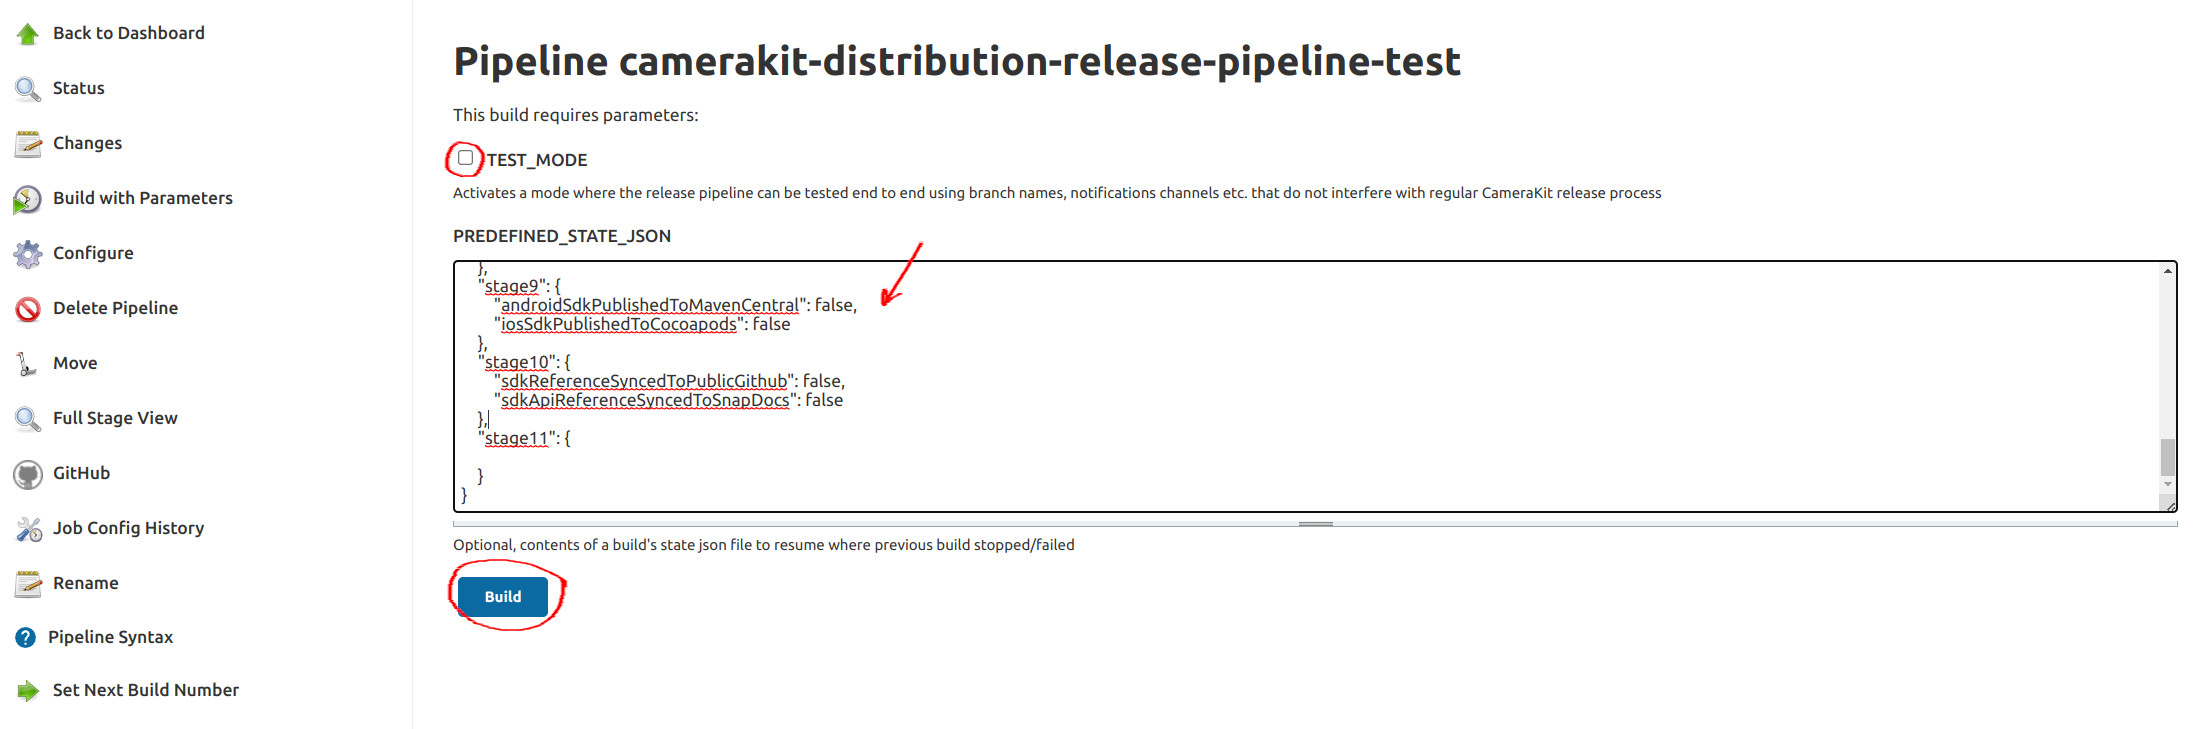 Back to Dashboard
Status
Changes
Build with Parameters
Configure
Delete Pipeline
Move
Full Stage View
GitHub
Job Config History
Rename
Pipeline Syntax
Set Next Build Number
Pipeline camerakit-distribution-release-pipeline-test
This build requires parameters:
TEST_MODE
Activates a mode where the release pipeline can be tested end to end using branch names, notifications channels etc. that do not interfere with regular CameraKit release process
PREDEFINED_STATE_JSON
},
"stage9": {
"androidSdkPublishedToMavenCentral": false,
"iosSdkPublishedToCocoapods": false
},
"stage10": {
"sdkReferenceSyncedToPublicGithub": false,
"sdkApiReferenceSyncedToSnapDocs": false
},
"stage11": {
}
}
Optional, contents of a build's state json file to resume where previous build stopped/failed
Build